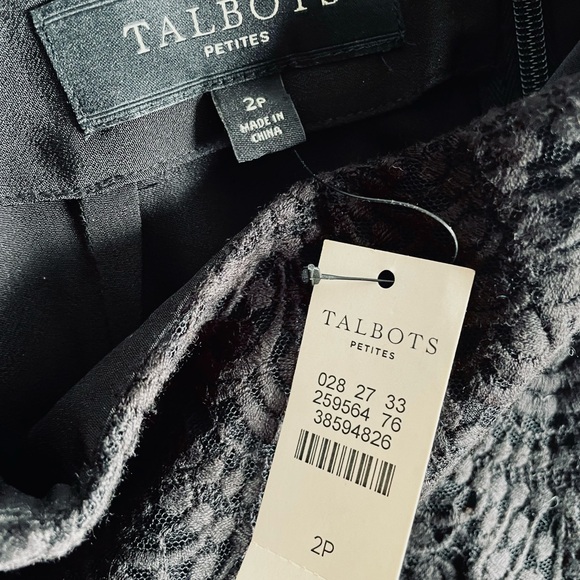 TALBOTS
PETITES
2P
MADE IN
CHINA
TALBOTS
PETITES
028 27 33
259564 76
38594826
2P